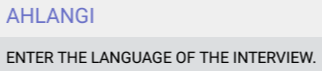 AHLANGI
ENTER THE LANGUAGE OF THE INTERVIEW.